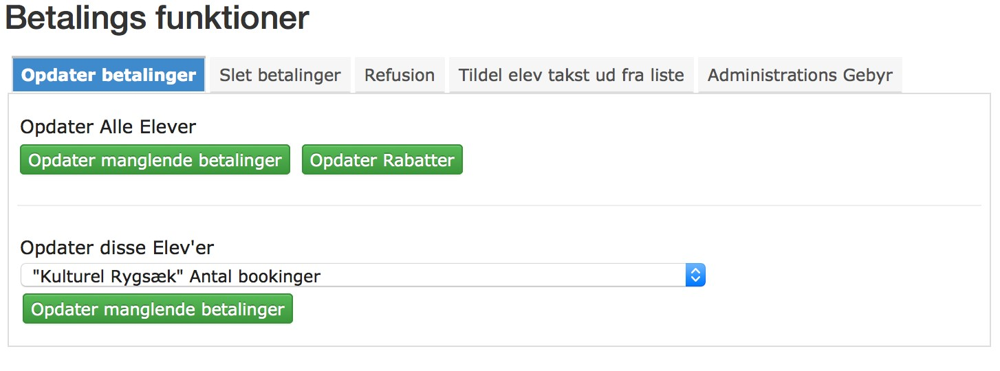 Betalings funktioner
Opdater betalinger Slet betalinger Refusion Tildel elev takst ud fra liste Administrations Gebyr
Opdater Alle Elever
Opdater manglende betalinger Opdater Rabatter
Opdater disse Elev'er
"Kulturel Rygsæk" Antal bookinger
Opdater manglende betalinger